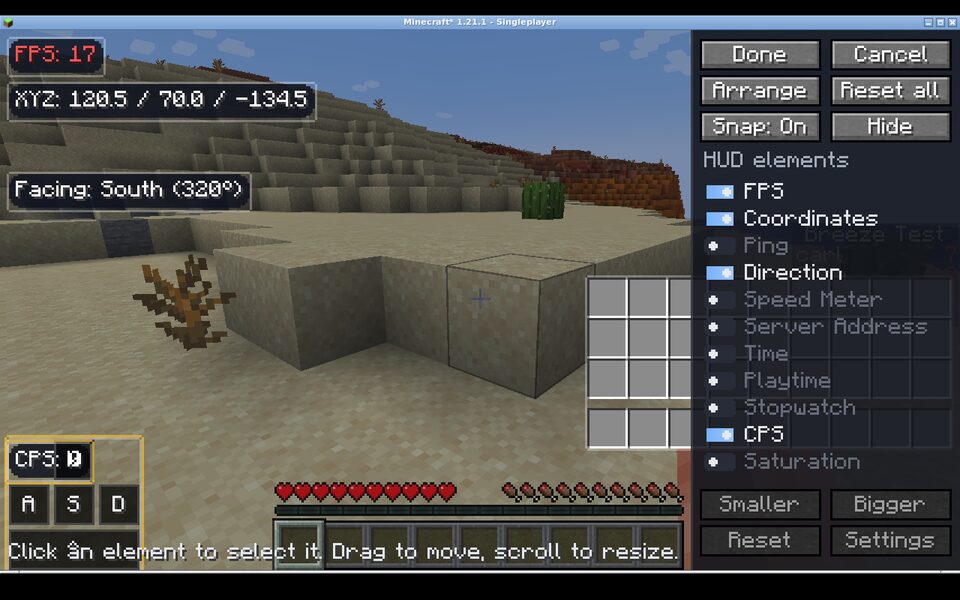 Minecraft* 1.21.1 - Singleplayer
FPS: 17
XYZ: 120.5 / 70.0 / -134.5
Facing: South (320°)
CPS: 0
A S D
Click an element to select it. Drag to move, scroll to resize.
Done
Cancel
Arrange
Reset all
Snap: On
Hide
HUD elements
FPS
Coordinates
Ping
Direction
Speed Meter
Server Address
Time
Playtime
Stopwatch
CPS
Saturation
Smaller
Bigger
Reset
Settings